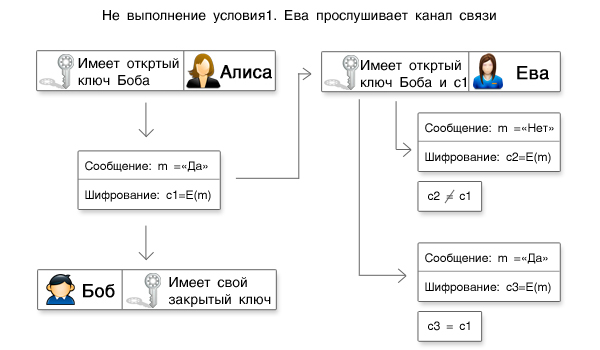 Не выполнение условия1. Ева прослушивает канал связи
Имеет откртый
ключ Боба
Алиса
Имеет откртый
ключ Боба и c1
Ева
Сообщение: m =«Да»
Шифрование: c1=E(m)
Сообщение: m =«Нет»
Шифрование: c2=E(m)
c2 ≠ c1
Боб
Имеет свой
закрытый ключ
Сообщение: m =«Да»
Шифрование: c3=E(m)
c3 = c1